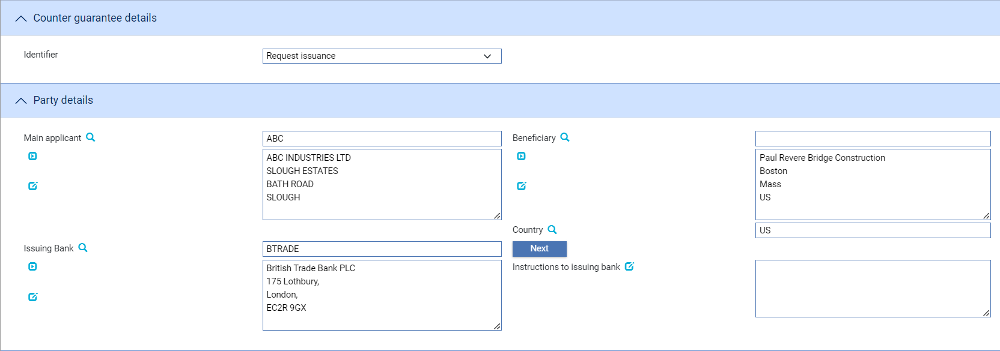 Counter guarantee details
Identifier
Request issuance
Party details
Main applicant
ABC
ABC INDUSTRIES LTD
SLOUGH ESTATES
BATH ROAD
SLOUGH
Beneficiary
Paul Revere Bridge Construction
Boston
Mass
US
Country
US
Issuing Bank
BTRADE
British Trade Bank PLC
175 Lothbury,
London,
EC2R 9GX
Next
Instructions to issuing bank